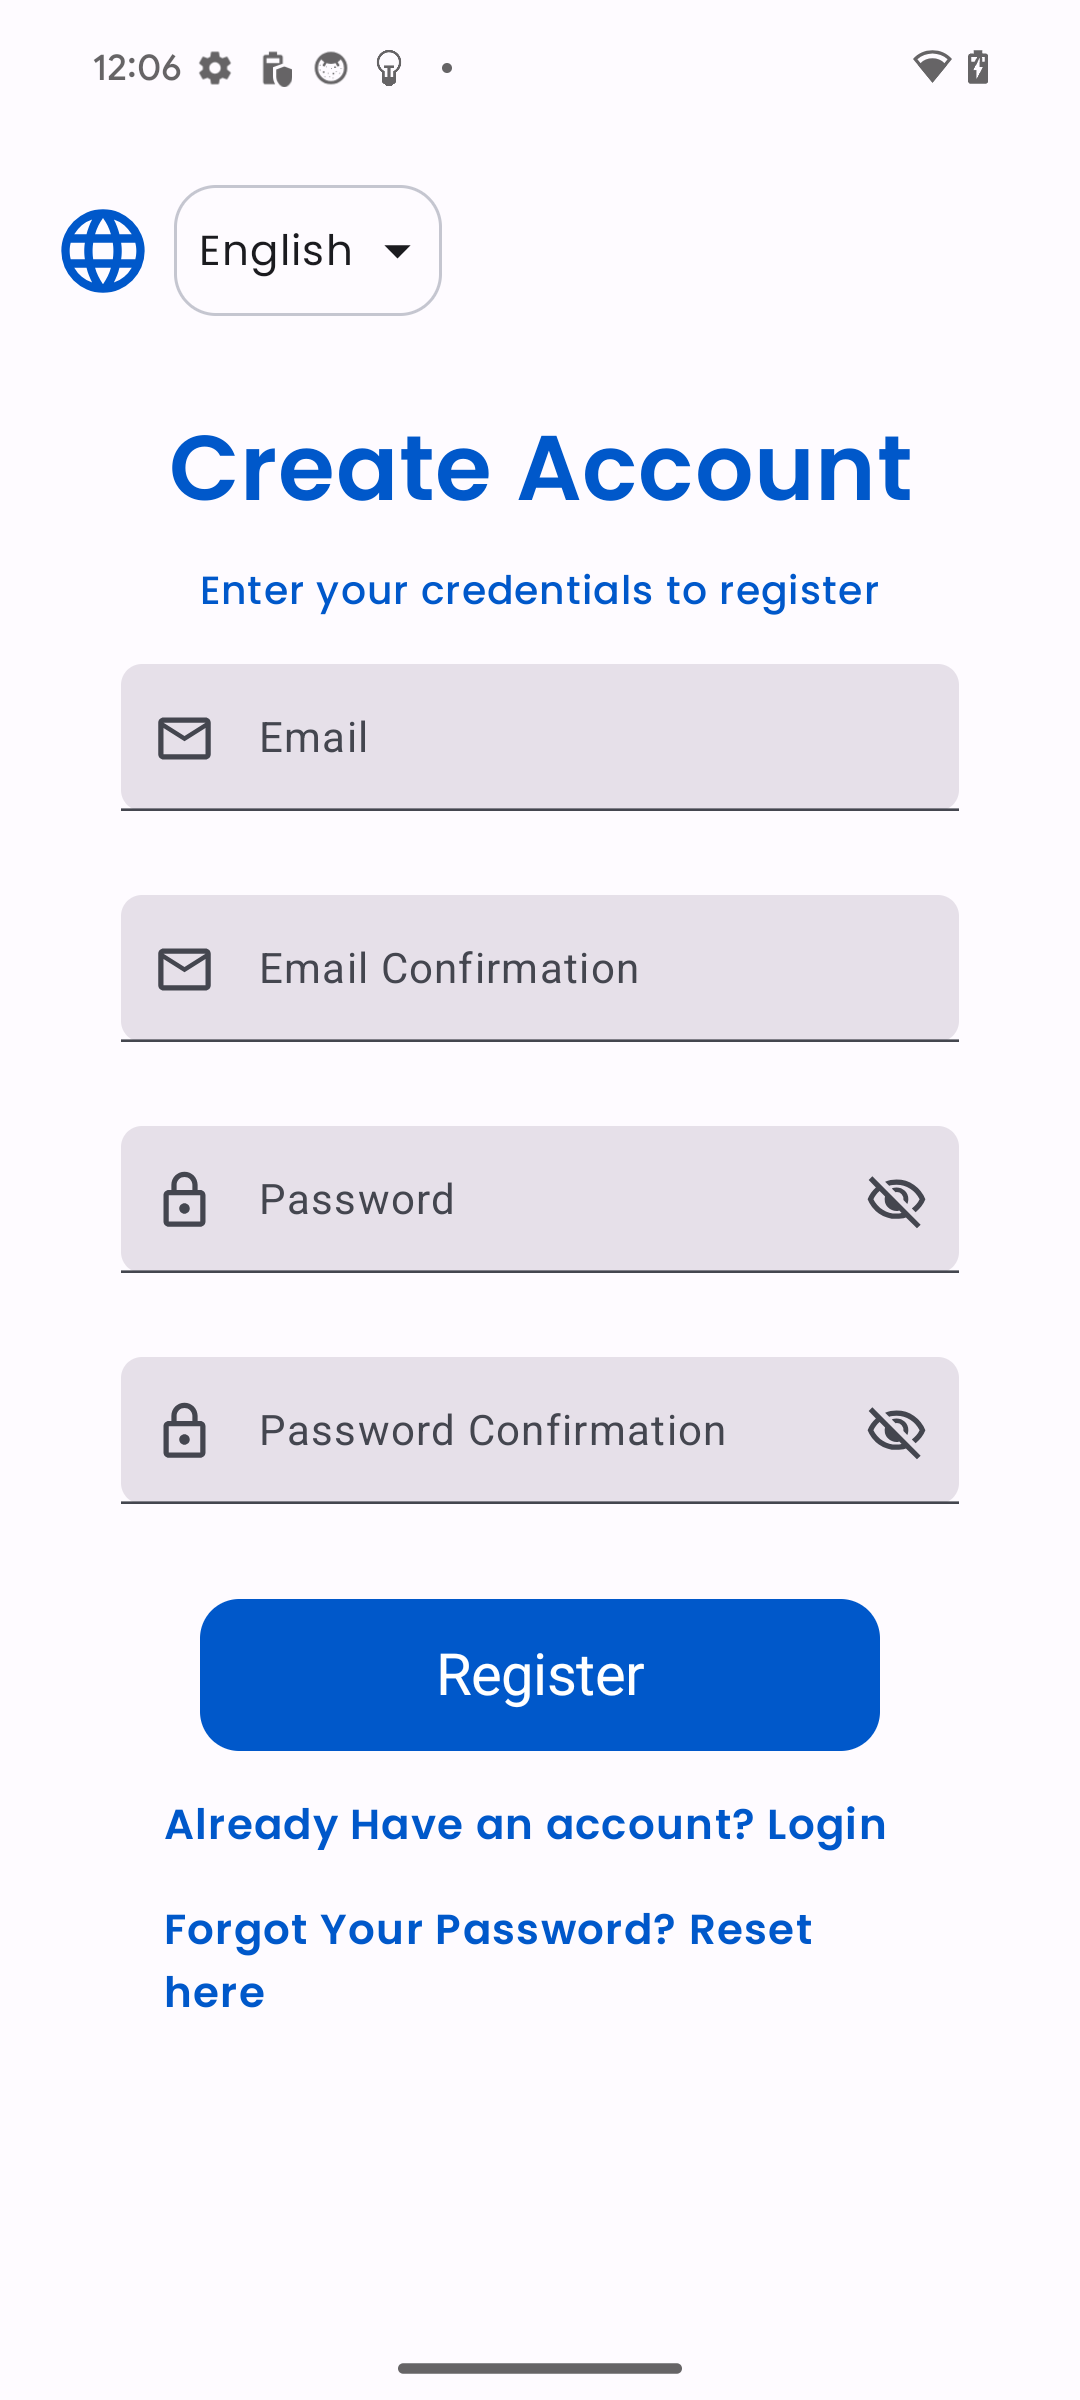 12:06
English
Create Account
Enter your credentials to register
Email
Email Confirmation
Password
Password Confirmation
Register
Already Have an account? Login
Forgot Your Password? Reset
here